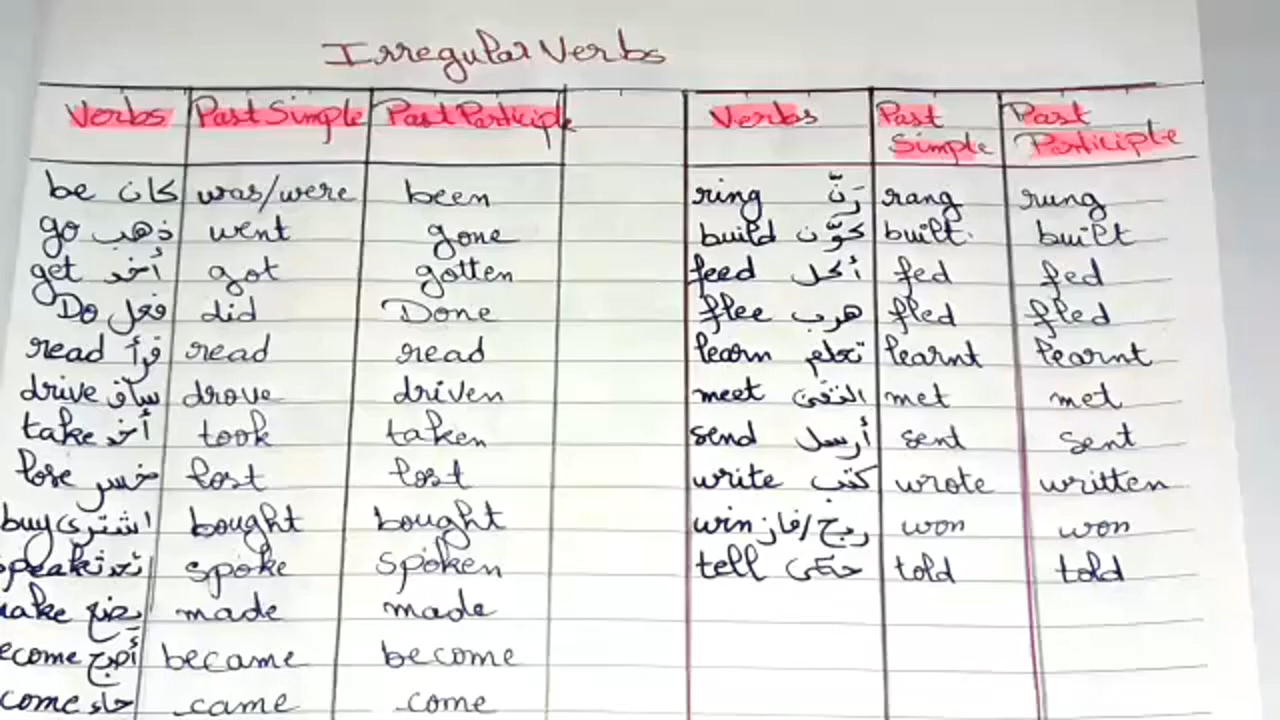 Irregular Verbs
Verbs Past Simple Past Participle
be كان was/were been
go ذهب went gone
get أخذ got gotten
Do فعل did Done
read قرأ read read
drive ساق drove driven
take أخذ took taken
lose خسر lost lost
buy اشترى bought bought
speak تحدث spoke spoken
make يصنع made made
become أصبح became become
come جاء came come
Verbs Past Simple Past Participle
ring رَنّ rang rung
build كوّن built built
feed أكل fed fed
flee هرب fled fled
learn تعلم learnt learnt
meet التقى met met
send أرسل sent sent
write كتب wrote written
win ربح/فاز won won
tell حكى told told